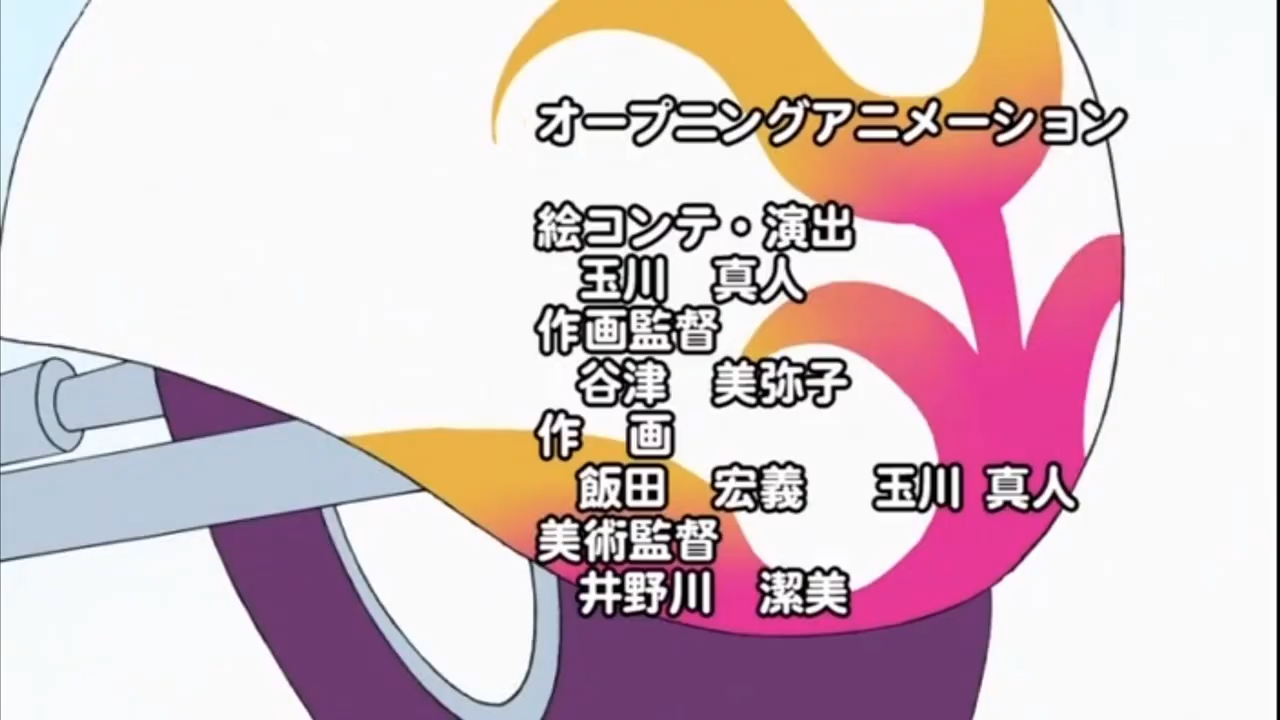 オープニングアニメーション
絵コンテ・演出
玉川　真人
作画監督
谷津　美弥子
作　画
飯田　宏義　玉川 真人
美術監督
井野川　潔美